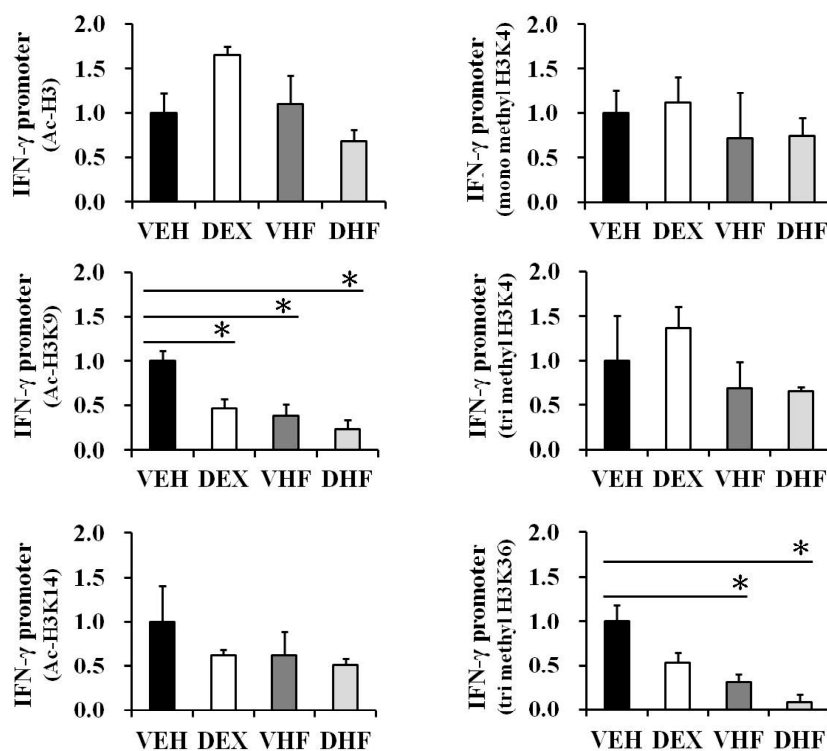 IFN-γ promoter
(Ac-H3)
2.0
1.5
1.0
0.5
0.0
VEH DEX VHF DHF
IFN-γ promoter
(mono methyl H3K4)
2.0
1.5
1.0
0.5
0.0
VEH DEX VHF DHF
IFN-γ promoter
(Ac-H3K9)
2.0
1.5
1.0
0.5
0.0
*
*
*
VEH DEX VHF DHF
IFN-γ promoter
(tri methyl H3K4)
2.0
1.5
1.0
0.5
0.0
VEH DEX VHF DHF
IFN-γ promoter
(Ac-H3K14)
2.0
1.5
1.0
0.5
0.0
VEH DEX VHF DHF
IFN-γ promoter
(tri methyl H3K36)
2.0
1.5
1.0
0.5
0.0
*
*
VEH DEX VHF DHF